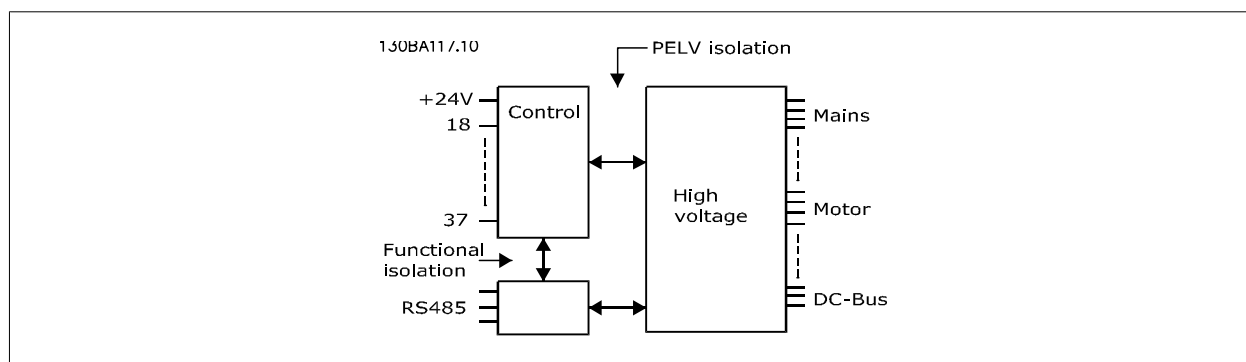 130BA117.10
PELV isolation
+24V
Control
18
Mains
High
voltage
37
Motor
Functional
isolation
RS485
DC-Bus